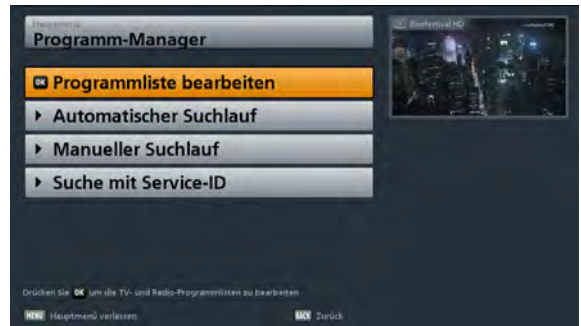 Hauptmenü
Programm-Manager
Kinofestival HD
OK Programmliste bearbeiten
Automatischer Suchlauf
Manueller Suchlauf
Suche mit Service-ID
Drücken Sie OK um die TV- und Radio-Programmlisten zu bearbeiten
MENU Hauptmenü verlassen
BACK Zurück